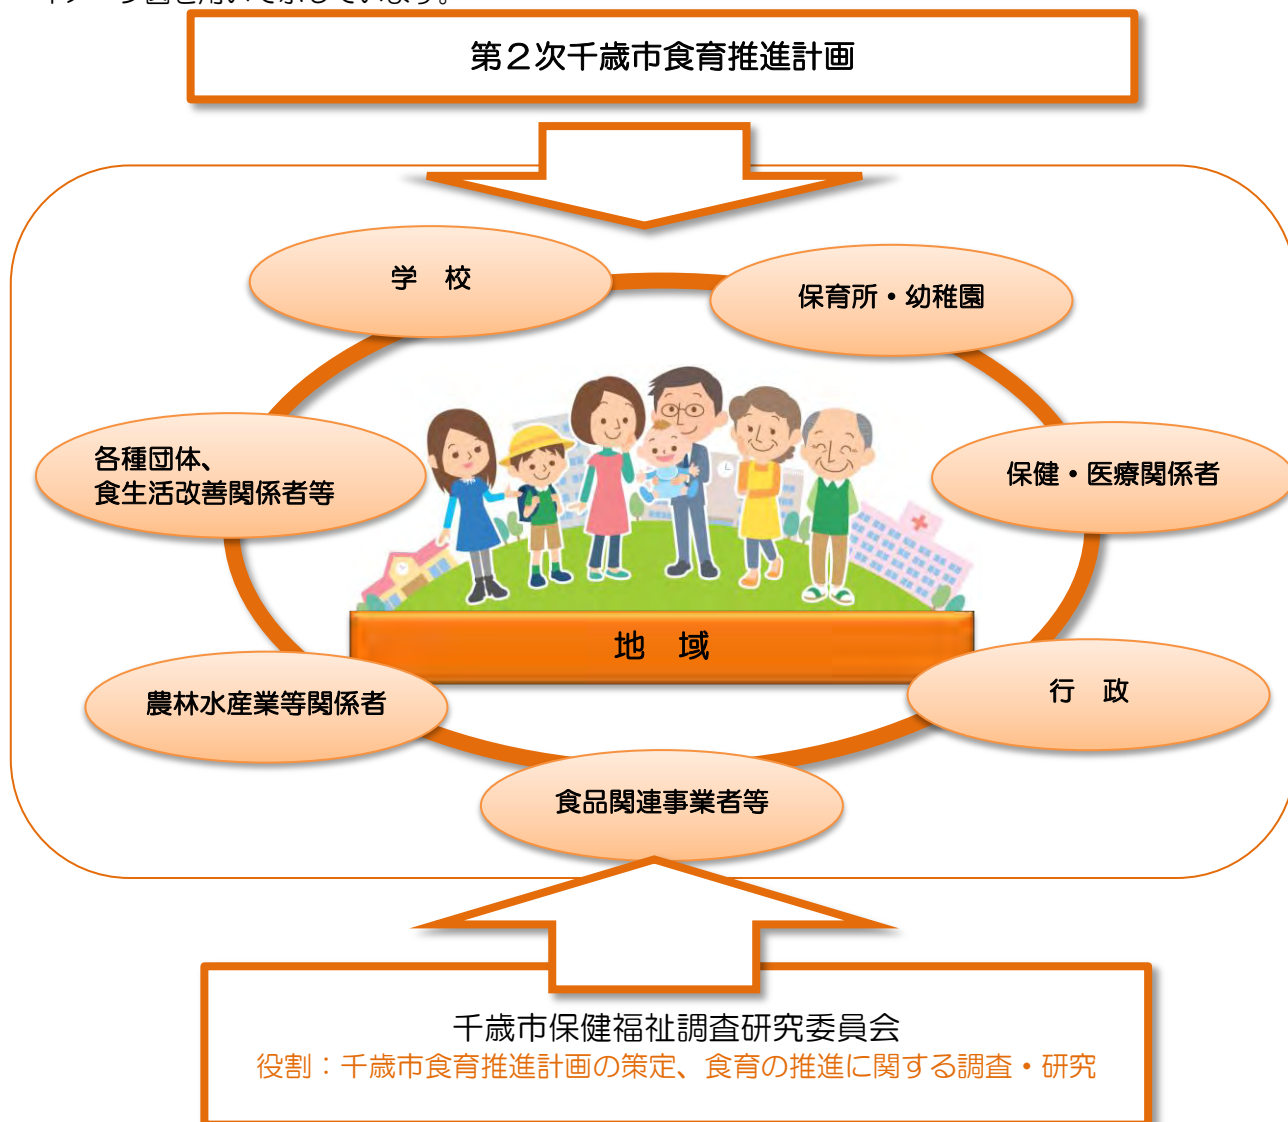 第２次千歳市食育推進計画
学　校
保育所・幼稚園
各種団体、
食生活改善関係者等
保健・医療関係者
地　域
農林水産業等関係者
行　政
食品関連事業者等
千歳市保健福祉調査研究委員会
役割：千歳市食育推進計画の策定、食育の推進に関する調査・研究